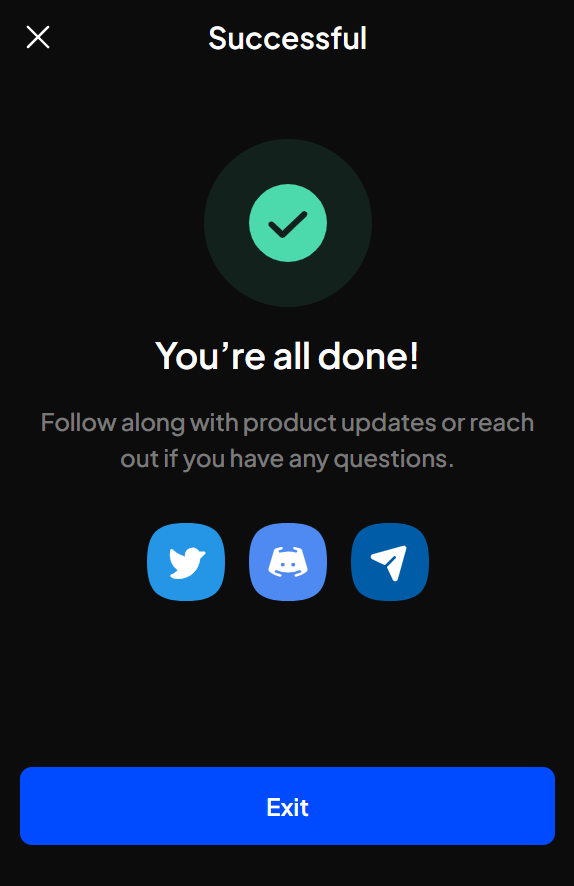 Successful
You’re all done!
Follow along with product updates or reach
out if you have any questions.
Exit